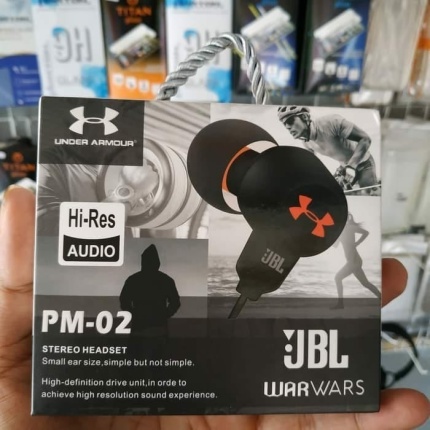 TITAN
UNDER ARMOUR
Hi-Res
AUDIO
JBL
PM-02
STEREO HEADSET
Small ear size,simple but not simple.
High-definition drive unit,in orde to
achieve high resolution sound experience.
JBL
WARWARS